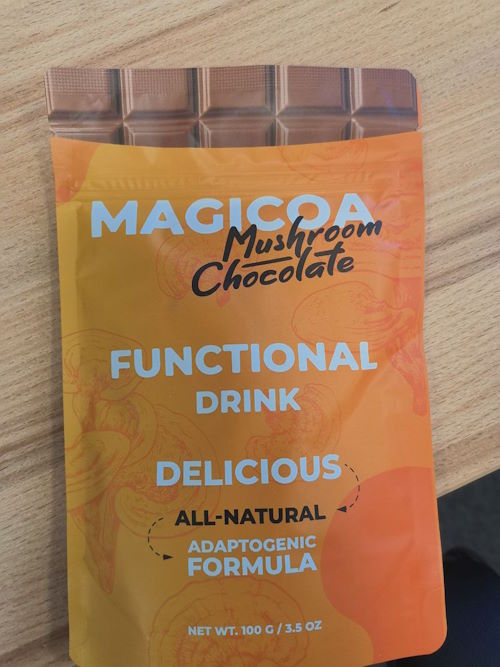 MAGICOA
Mushroom
Chocolate
FUNCTIONAL
DRINK
DELICIOUS
ALL-NATURAL
ADAPTOGENIC
FORMULA
NET WT. 100 G / 3.5 OZ